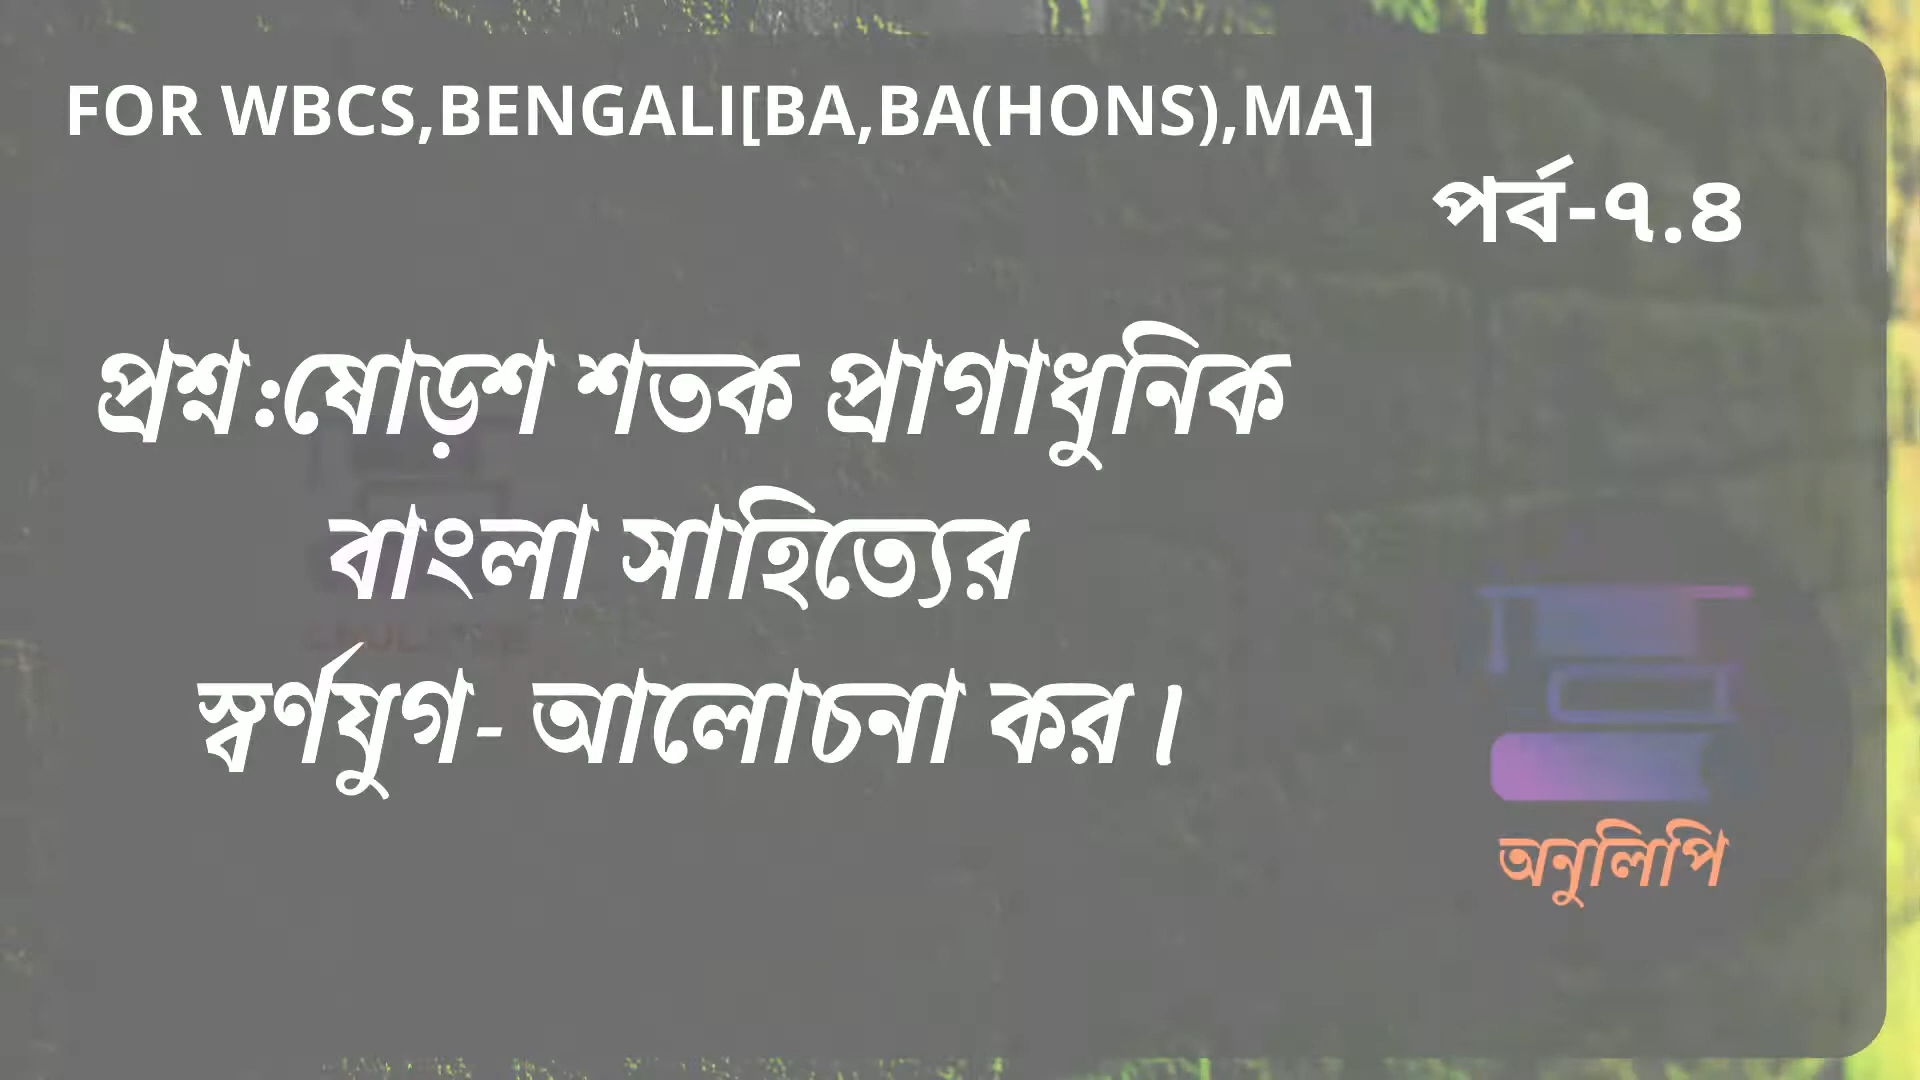 FOR WBCS,BENGALI[BA,BA(HONS),MA]
পর্ব-৭.৪
প্রশ্ন:ষোড়শ শতক প্রাগাধুনিক
বাংলা সাহিত্যের
স্বর্ণযুগ- আলোচনা কর।
অনুলিপি